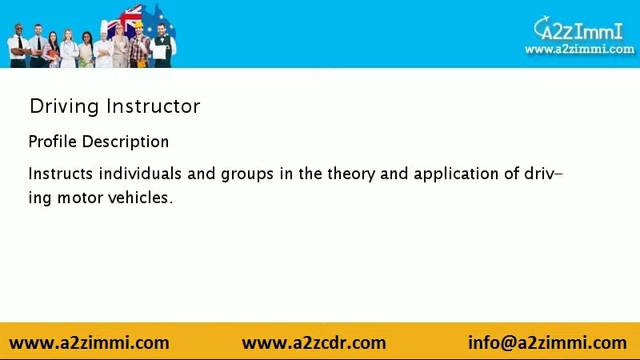 A2zImmI
www.a2zimmi.com
Driving Instructor
Profile Description
Instructs individuals and groups in the theory and application of driv–
ing motor vehicles.
www.a2zimmi.com www.a2zcdr.com info@a2zimmi.com